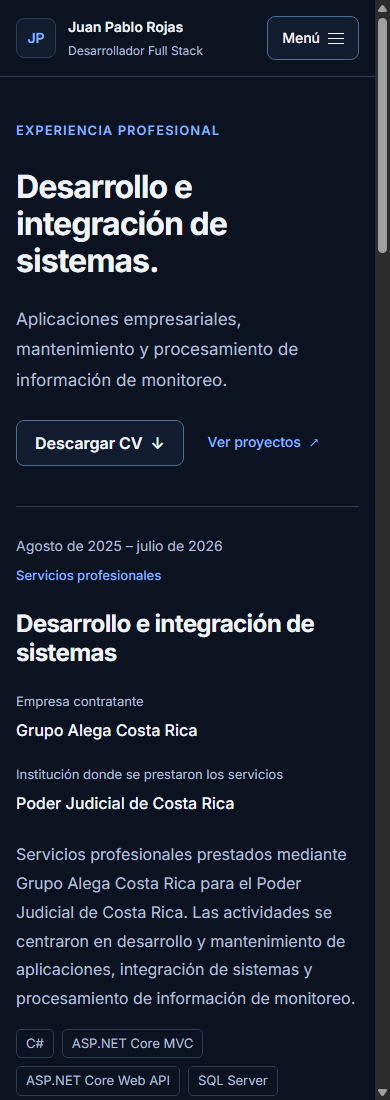 JP
Juan Pablo Rojas
Desarrollador Full Stack
Menú
EXPERIENCIA PROFESIONAL
Desarrollo e
integración de
sistemas.
Aplicaciones empresariales,
mantenimiento y procesamiento de
información de monitoreo.
Descargar CV ↓
Ver proyectos ↗
Agosto de 2025 – julio de 2026
Servicios profesionales
Desarrollo e integración de
sistemas
Empresa contratante
Grupo Alega Costa Rica
Institución donde se prestaron los servicios
Poder Judicial de Costa Rica
Servicios profesionales prestados mediante
Grupo Alega Costa Rica para el Poder
Judicial de Costa Rica. Las actividades se
centraron en desarrollo y mantenimiento de
aplicaciones, integración de sistemas y
procesamiento de información de monitoreo.
C#
ASP.NET Core MVC
ASP.NET Core Web API
SQL Server